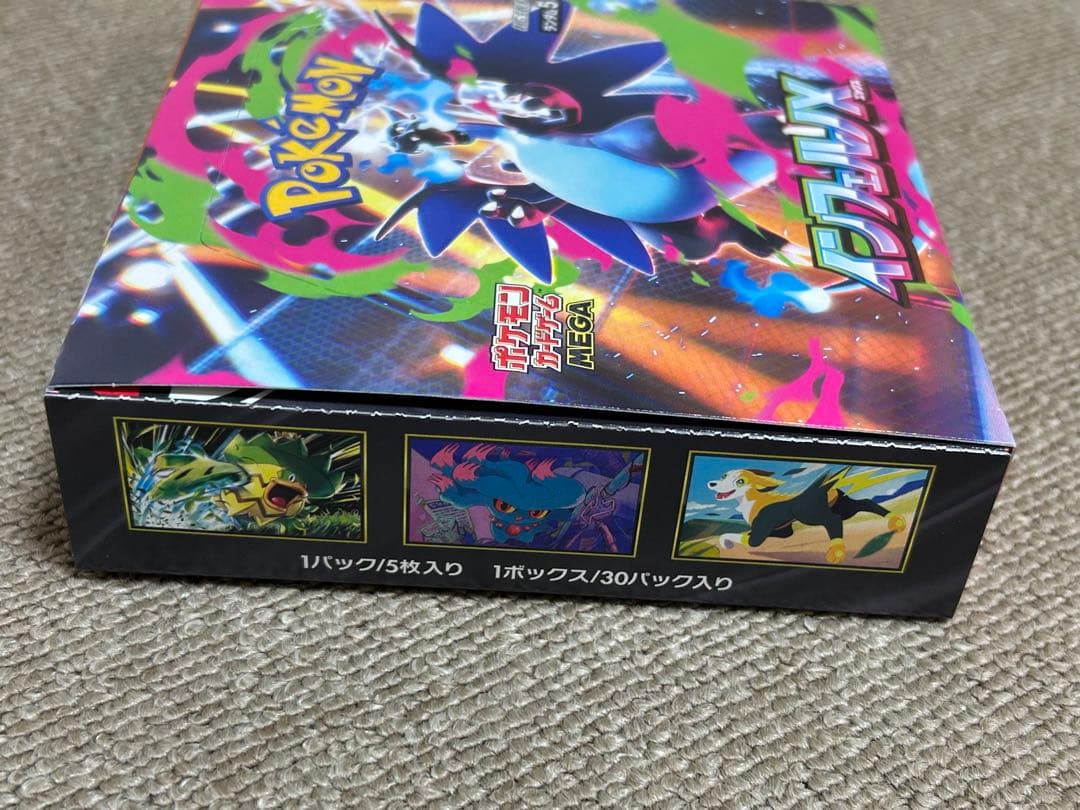 POKéMON
ポケモン
カードゲーム
MEGA
インフェルノX
1パック/5枚入り 1ボックス/30パック入り